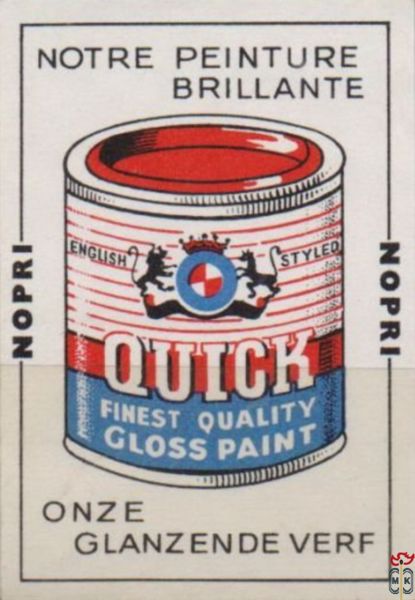 NOTRE PEINTURE
BRILLANTE
ENGLISH STYLED
NOPRI
NOPRI
QUICK
FINEST QUALITY
GLOSS PAINT
ONZE
GLANZENDE VERF
MK